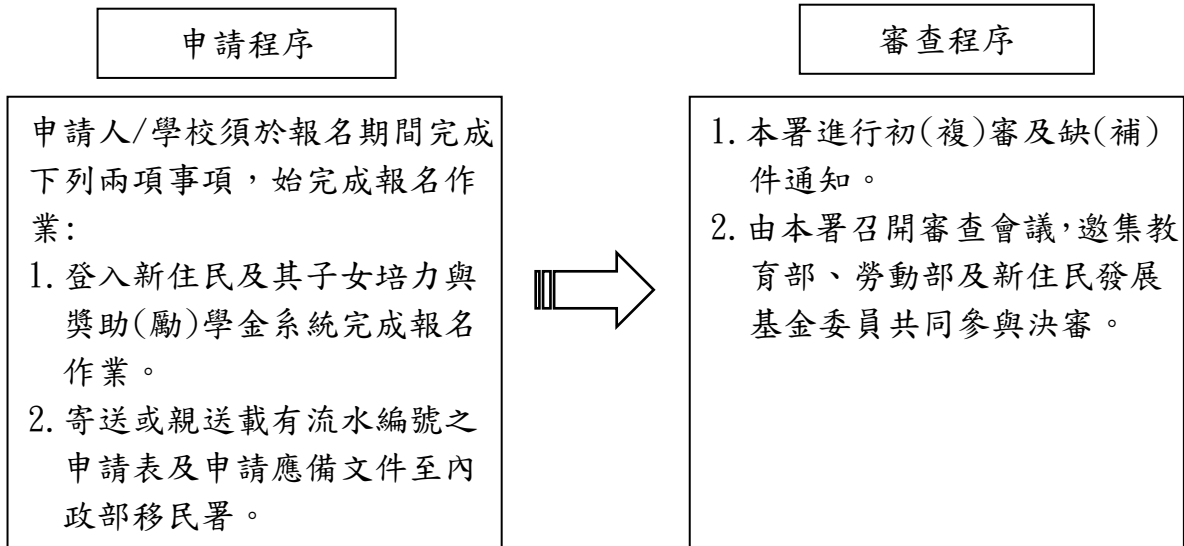 申請程序
申請人/學校須於報名期間完成
下列兩項事項，始完成報名作
業:
1.登入新住民及其子女培力與
獎助(勵)學金系統完成報名
作業。
2.寄送或親送載有流水編號之
申請表及申請應備文件至內
政部移民署。
審查程序
1.本署進行初(複)審及缺(補)
件通知。
2.由本署召開審查會議,邀集教
育部、勞動部及新住民發展
基金委員共同參與決審。